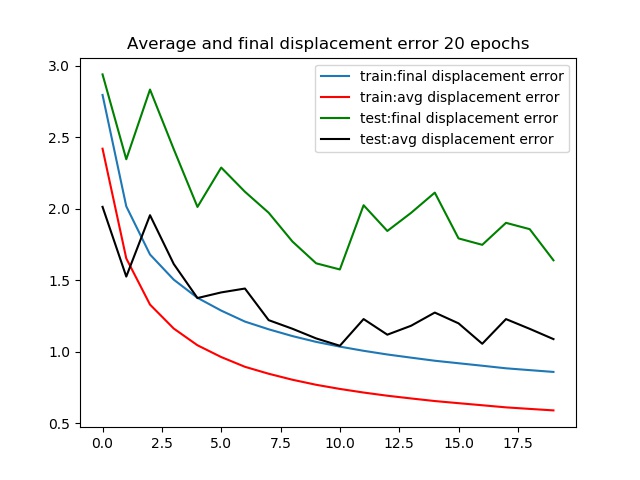 Average and final displacement error 20 epochs
train:final displacement error
train:avg displacement error
test:final displacement error
test:avg displacement error
3.0
2.5
2.0
1.5
1.0
0.5
0.0 2.5 5.0 7.5 10.0 12.5 15.0 17.5